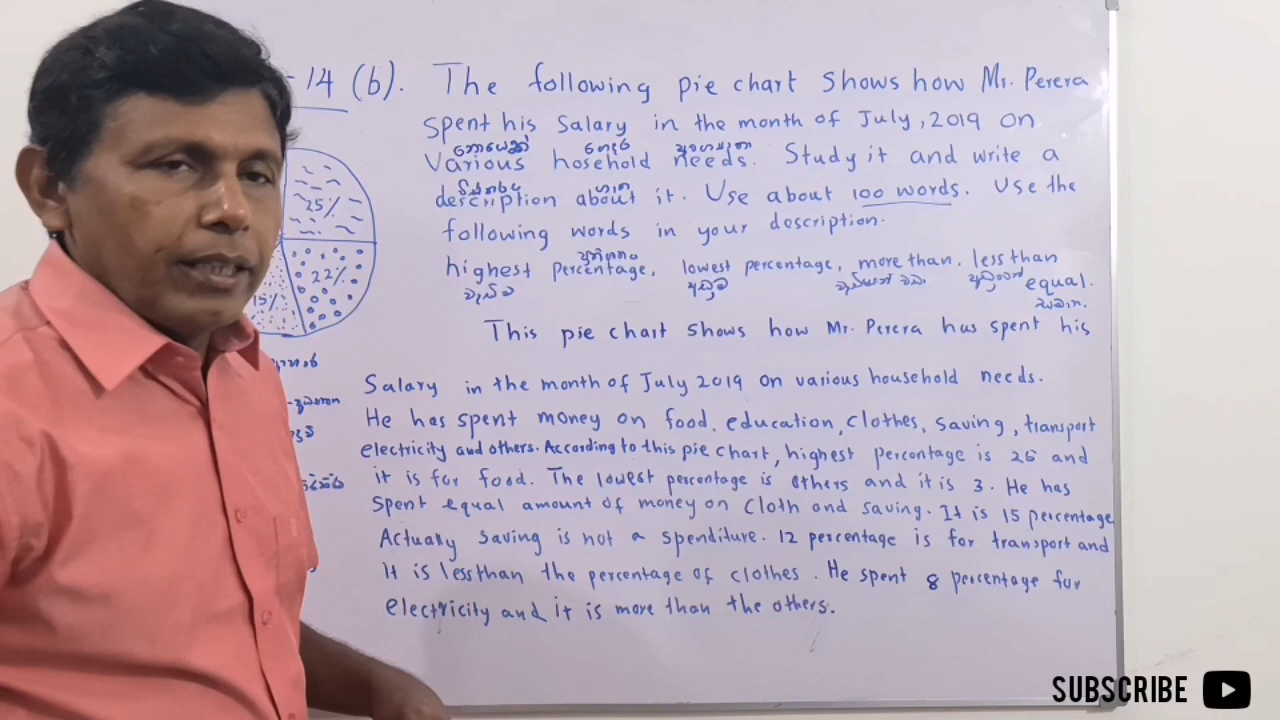 -14 (b). The following pie chart shows how Mr. Perera
spent his salary in the month of July, 2019 on
various hosehold needs. Study it and write a
description about it. Use about 100 words. Use the
following words in your description.
highest percentage, lowest percentage, more than, less than
වැඩිම අඩුම
equal.
සමාන.
This pie chart shows how Mr. Perera has spent his
Salary in the month of July 2019 on various household needs.
He has spent money on food, education, clothes, saving, transport
electricity and others. According to this pie chart, highest percentage is 25 and
it is for food. The lowest percentage is others and it is 3. He has
spent equal amount of money on cloth and saving. It is 15 percentage
Actually saving is not a spenditure. 12 percentage is for transport and
it is lessthan the percentage of clothes. He spent 8 percentage for
electricity and it is more than the others.
25%
22%
15%
SUBSCRIBE